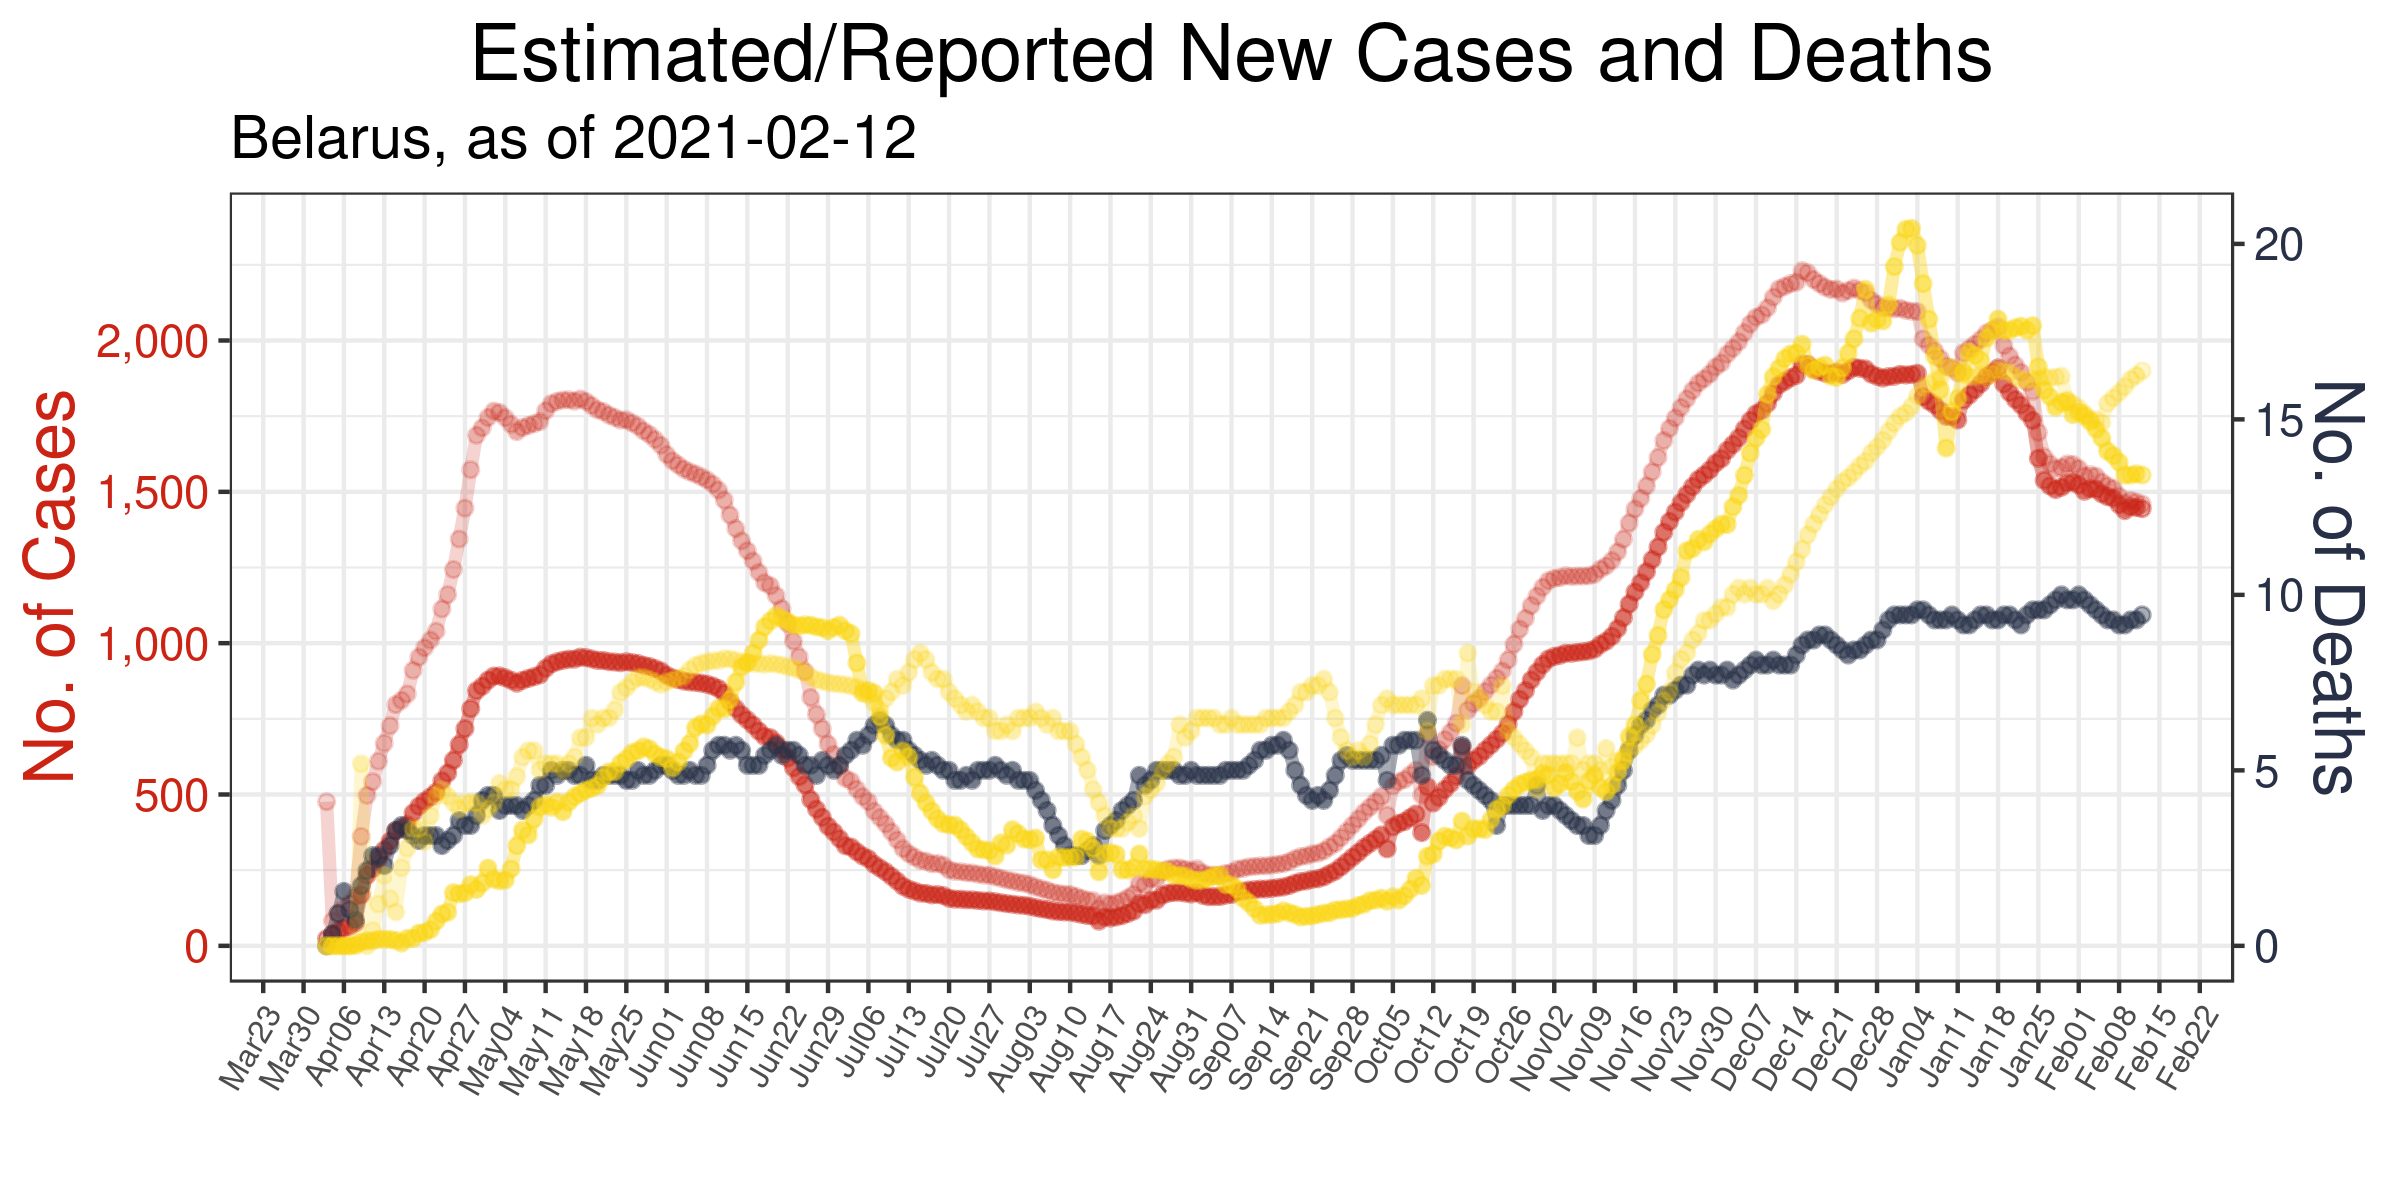 Estimated/Reported New Cases and Deaths
Belarus, as of 2021-02-12
No. of Cases
2,000
1,500
1,000
500
0
20
15
10
5
0
No. of Deaths
Mar23
Mar30
Apr06
Apr13
Apr20
Apr27
May04
May11
May18
May25
Jun01
Jun08
Jun15
Jun22
Jun29
Jul06
Jul13
Jul20
Jul27
Aug03
Aug10
Aug17
Aug24
Aug31
Sep07
Sep14
Sep21
Sep28
Oct05
Oct12
Oct19
Oct26
Nov02
Nov09
Nov16
Nov23
Nov30
Dec07
Dec14
Dec21
Dec28
Jan04
Jan11
Jan18
Jan25
Feb01
Feb08
Feb15
Feb22